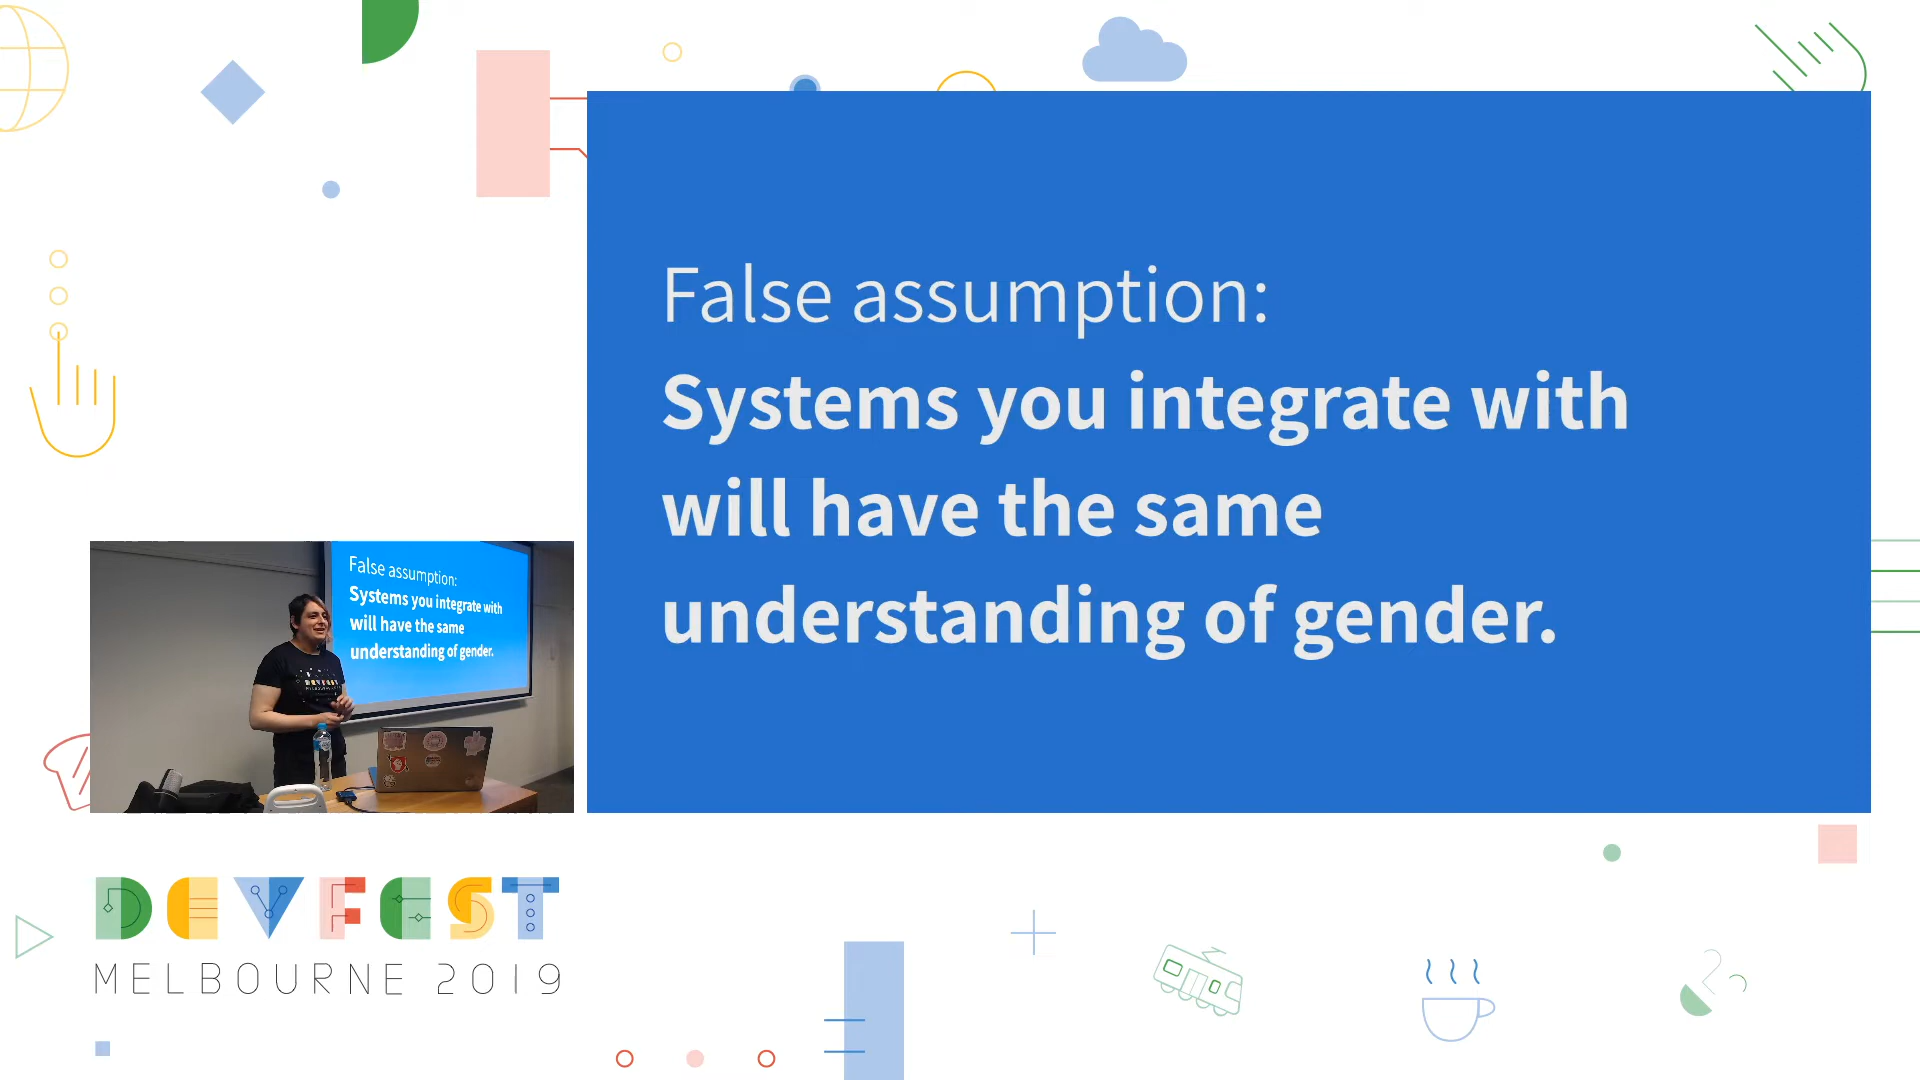 False assumption:
Systems you integrate with
will have the same
understanding of gender.
False assumption:
Systems you integrate with
will have the same
understanding of gender.
DEVFEST
DEVFEST
MELBOURNE 2019